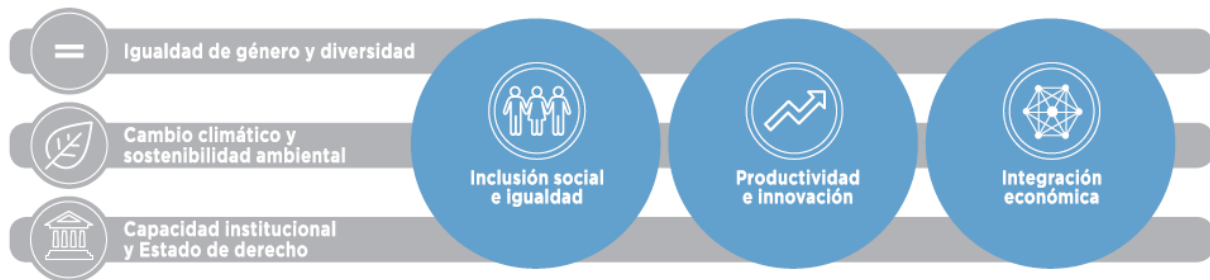 Igualdad de género y diversidad
Cambio climático y
sostenibilidad ambiental
Capacidad institucional
y Estado de derecho
Inclusión social
e igualdad
Productividad
e innovación
Integración
económica